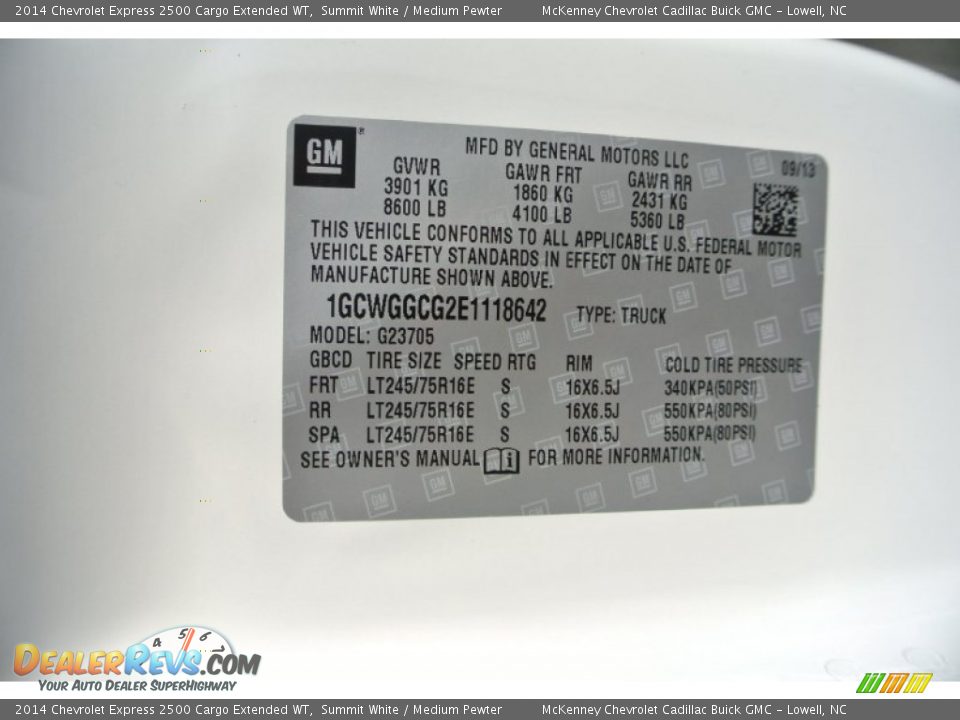 2014 Chevrolet Express 2500 Cargo Extended WT,  Summit White / Medium Pewter  McKenney Chevrolet Cadillac Buick GMC – Lowell, NC
GM®
MFD BY GENERAL MOTORS LLC
09/13
GVWR GAWR FRT GAWR RR
3901 KG 1860 KG 2431 KG
8600 LB 4100 LB 5360 LB
THIS VEHICLE CONFORMS TO ALL APPLICABLE U.S. FEDERAL MOTOR
VEHICLE SAFETY STANDARDS IN EFFECT ON THE DATE OF
MANUFACTURE SHOWN ABOVE.
1GCWGGCG2E1118642 TYPE: TRUCK
MODEL: G23705
GBCD TIRE SIZE SPEED RTG RIM COLD TIRE PRESSURE
FRT LT245/75R16E S 16X6.5J 340KPA(50PSI)
RR LT245/75R16E S 16X6.5J 550KPA(80PSI)
SPA LT245/75R16E S 16X6.5J 550KPA(80PSI)
SEE OWNER'S MANUAL i FOR MORE INFORMATION.
4 5 6 7
DEALERREVS.COM
YOUR AUTO DEALER SUPERHIGHWAY
2014 Chevrolet Express 2500 Cargo Extended WT,  Summit White / Medium Pewter  McKenney Chevrolet Cadillac Buick GMC – Lowell, NC